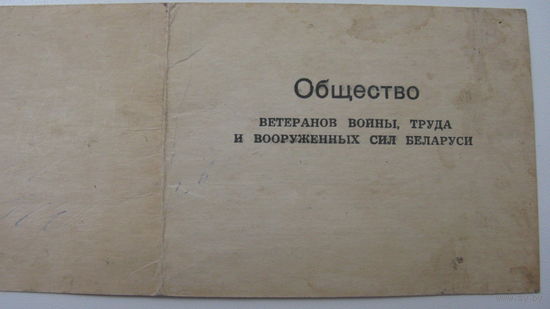 Общество
ВЕТЕРАНОВ ВОЙНЫ, ТРУДА
И ВООРУЖЕННЫХ СИЛ БЕЛАРУСИ